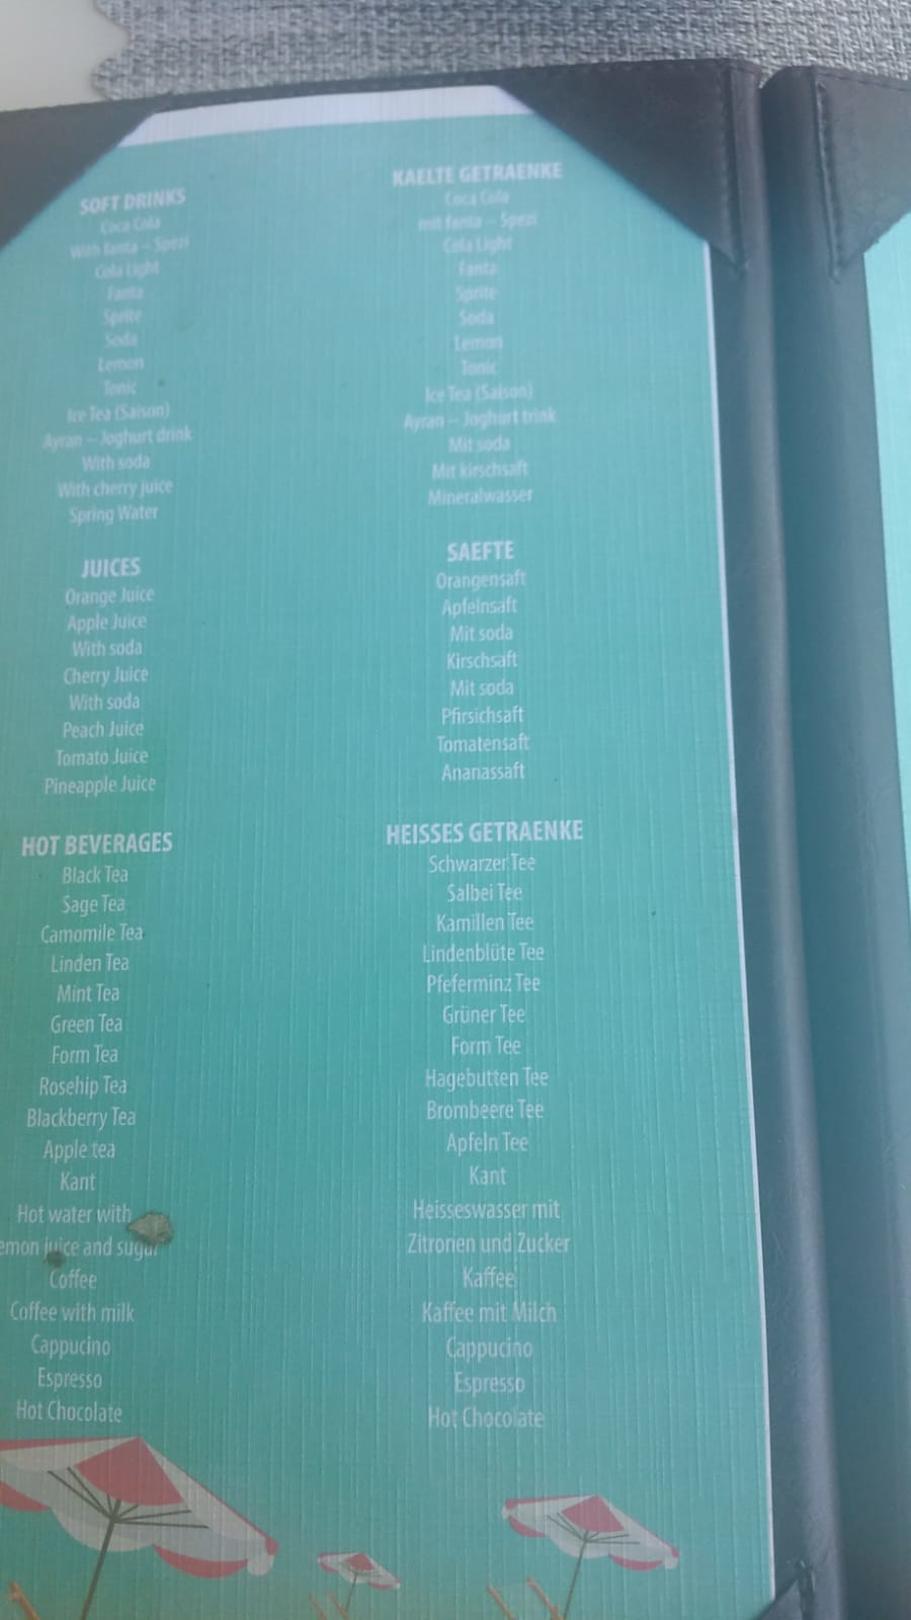 SOFT DRINKS
Coca Cola
With fanta – Spezi
Cola Light
Fanta
Sprite
Soda
Lemon
Tonic
Ice Tea (Saison)
Ayran – Joghurt drink
With soda
With cherry juice
Spring Water
JUICES
Orange Juice
Apple Juice
With soda
Cherry Juice
With soda
Peach Juice
Tomato Juice
Pineapple Juice
HOT BEVERAGES
Black Tea
Sage Tea
Camomile Tea
Linden Tea
Mint Tea
Green Tea
Form Tea
Rosehip Tea
Blackberry Tea
Apple tea
Kant
Hot water with
emon juice and sugar
Coffee
Coffee with milk
Cappucino
Espresso
Hot Chocolate
KAELTE GETRAENKE
Coca Cola
mit fanta – Spezi
Cola Light
Fanta
Sprite
Soda
Lemon
Tonic
Ice Tea (Saison)
Ayran – Joghurt trink
Mit soda
Mit kirschsaft
Mineralwasser
SAEFTE
Orangensaft
Apfelnsaft
Mit soda
Kirschsaft
Mit soda
Pfirsichsaft
Tomatensaft
Ananassaft
HEISSES GETRAENKE
Schwarzer Tee
Salbei Tee
Kamillen Tee
Lindenblüte Tee
Pfeferminz Tee
Grüner Tee
Form Tee
Hagebutten Tee
Brombeere Tee
Apfeln Tee
Kant
Heisseswasser mit
Zitronen und Zucker
Kaffee
Kaffee mit Milch
Cappucino
Espresso
Hot Chocolate